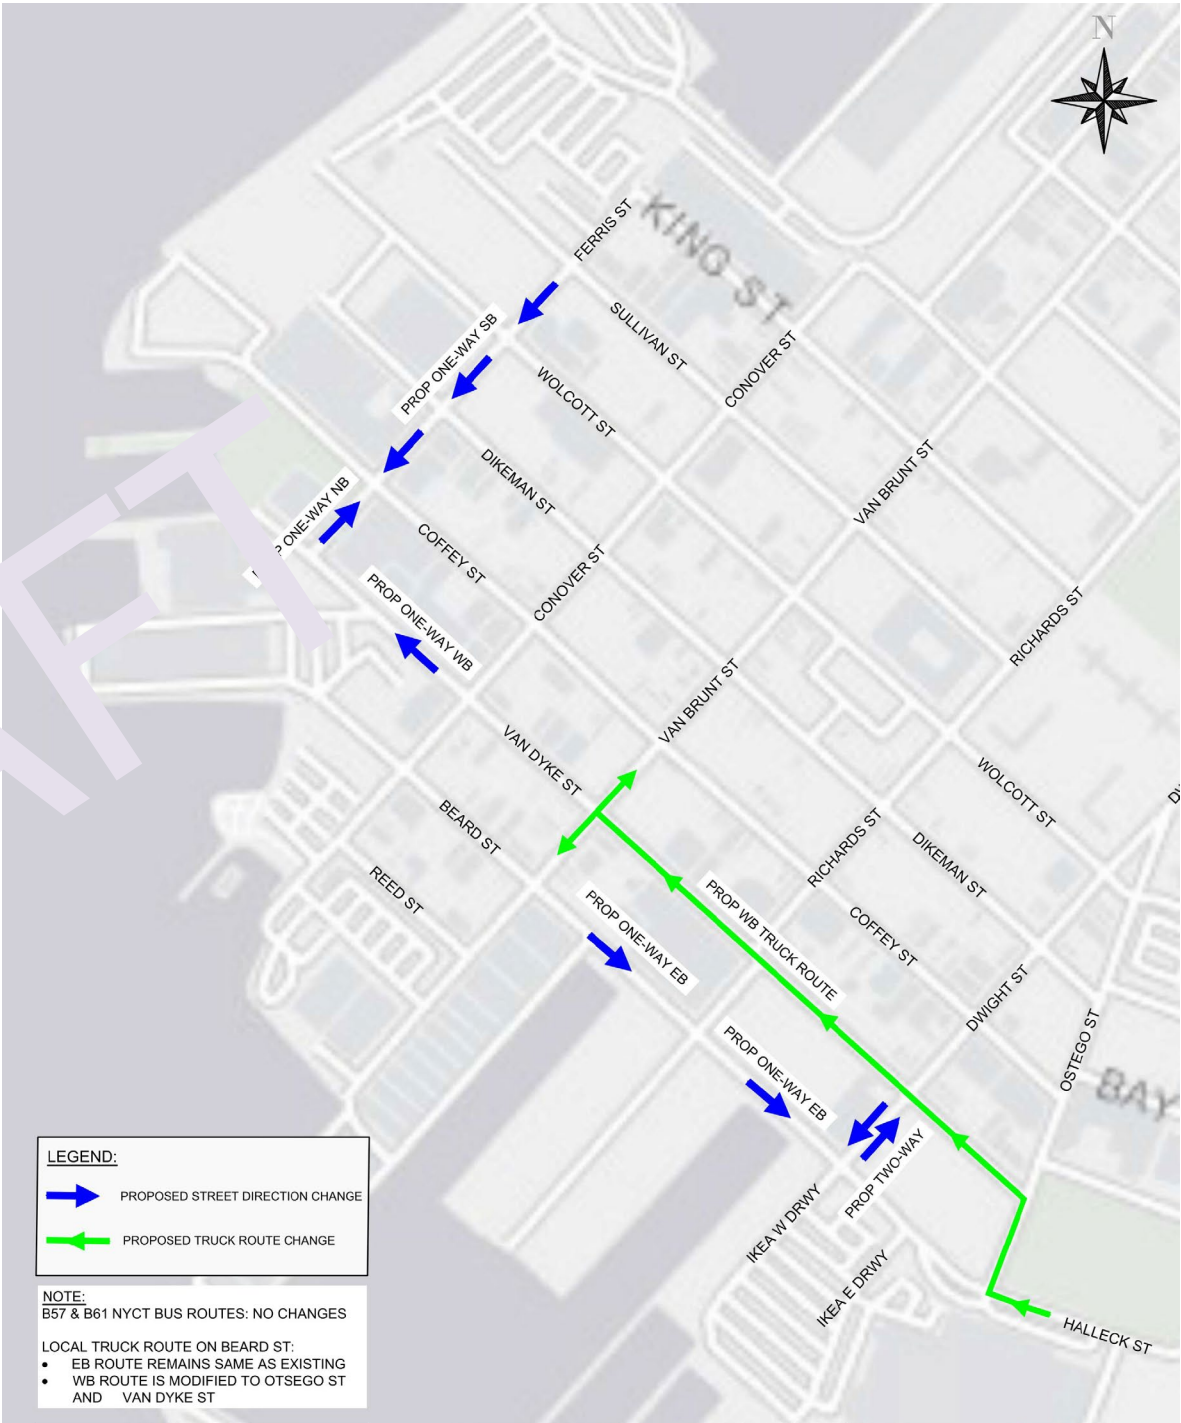 N
KING ST
FERRIS ST
PROP ONE-WAY SB
SULLIVAN ST
CONOVER ST
WOLCOTT ST
DIKEMAN ST
VAN BRUNT ST
ONE-WAY NB
COFFEY ST
CONOVER ST
PROP ONE-WAY WB
RICHARDS ST
VAN BRUNT ST
VAN DYKE ST
WOLCOTT ST
BEARD ST
RICHARDS ST
DIKEMAN ST
REED ST
PROP ONE-WAY EB
PROP WB TRUCK ROUTE
COFFEY ST
DWIGHT ST
OSTEGO ST
BAY
PROP ONE-WAY EB
PROP TWO-WAY
IKEA W DRWY
IKEA E DRWY
HALLECK ST
LEGEND:
PROPOSED STREET DIRECTION CHANGE
PROPOSED TRUCK ROUTE CHANGE
NOTE:
B57 & B61 NYCT BUS ROUTES: NO CHANGES
LOCAL TRUCK ROUTE ON BEARD ST:
• EB ROUTE REMAINS SAME AS EXISTING
• WB ROUTE IS MODIFIED TO OTSEGO ST
AND VAN DYKE ST